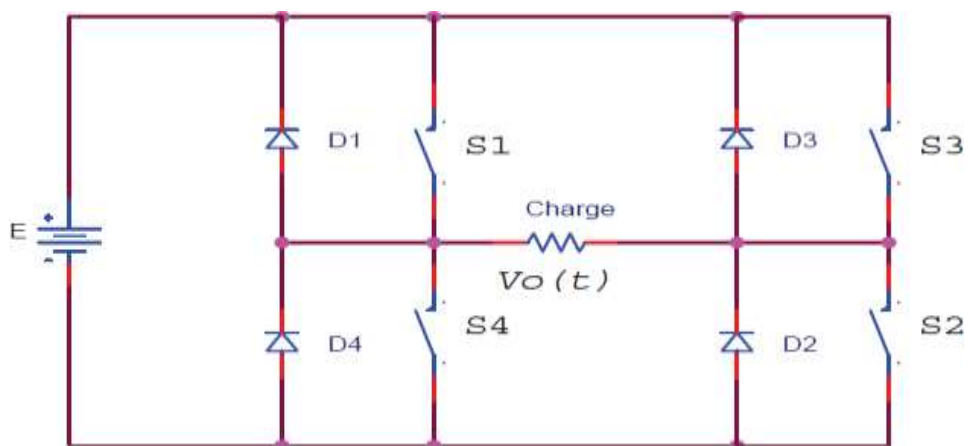 D1
S1
D3
S3
+
E
-
Charge
Vo(t)
D4
S4
D2
S2